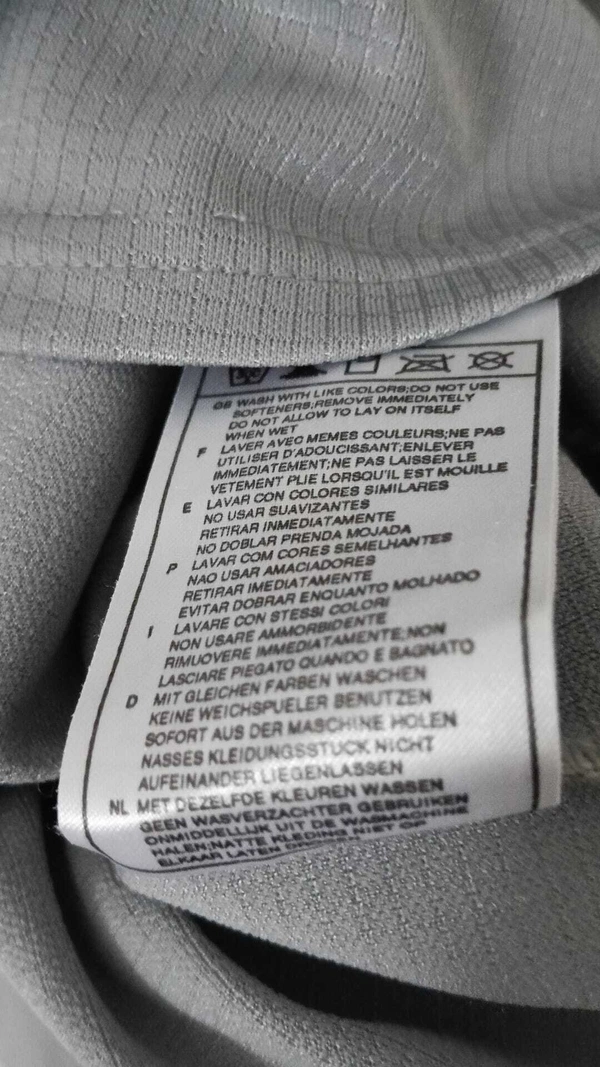 GB WASH WITH LIKE COLORS;DO NOT USE
SOFTENERS;REMOVE IMMEDIATELY
DO NOT ALLOW TO LAY ON ITSELF
WHEN WET
F LAVER AVEC MEMES COULEURS;NE PAS
UTILISER D'ADOUCISSANT;ENLEVER
IMMEDIATEMENT;NE PAS LAISSER LE
VETEMENT PLIE LORSQU'IL EST MOUILLE
E LAVAR CON COLORES SIMILARES
NO USAR SUAVIZANTES
RETIRAR INMEDIATAMENTE
NO DOBLAR PRENDA MOJADA
P LAVAR COM CORES SEMELHANTES
NAO USAR AMACIADORES
RETIRAR IMEDIATAMENTE
EVITAR DOBRAR ENQUANTO MOLHADO
I LAVARE CON STESSI COLORI
NON USARE AMMORBIDENTE
RIMUOVERE IMMEDIATAMENTE;NON
LASCIARE PIEGATO QUANDO E BAGNATO
D MIT GLEICHEN FARBEN WASCHEN
KEINE WEICHSPUELER BENUTZEN
SOFORT AUS DER MASCHINE HOLEN
NASSES KLEIDUNGSSTUCK NICHT
AUFEINANDER LIEGENLASSEN
NL MET DEZELFDE KLEUREN WASSEN
GEEN WASVERZACHTER GEBRUIKEN
ONMIDDELLIJK UIT DE WASMACHINE
HALEN;NATTE KLEDING NIET OP
ELKAAR LATEN